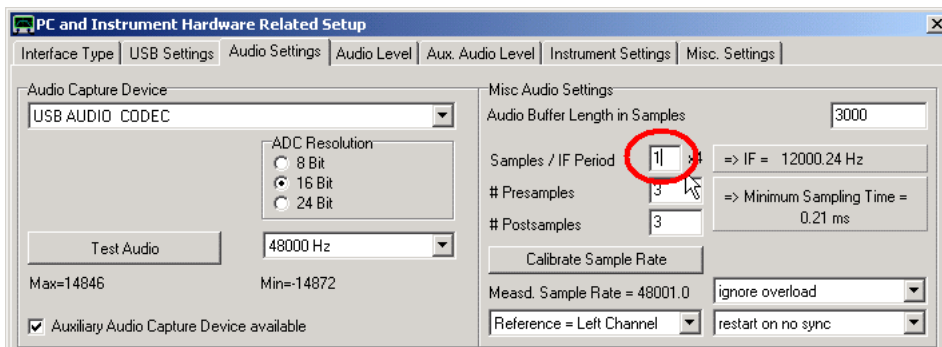 PC and Instrument Hardware Related Setup
Interface Type USB Settings Audio Settings Audio Level Aux. Audio Level Instrument Settings Misc. Settings
Audio Capture Device
USB AUDIO CODEC
ADC Resolution
8 Bit
16 Bit
24 Bit
Test Audio
48000 Hz
Max=14846
Min=-14872
Auxiliary Audio Capture Device available
Misc Audio Settings
Audio Buffer Length in Samples 3000
Samples / IF Period 1 x4 => IF = 12000.24 Hz
# Presamples 3
=> Minimum Sampling Time =
0.21 ms
# Postsamples 3
Calibrate Sample Rate
Measd. Sample Rate = 48001.0
ignore overload
Reference = Left Channel
restart on no sync